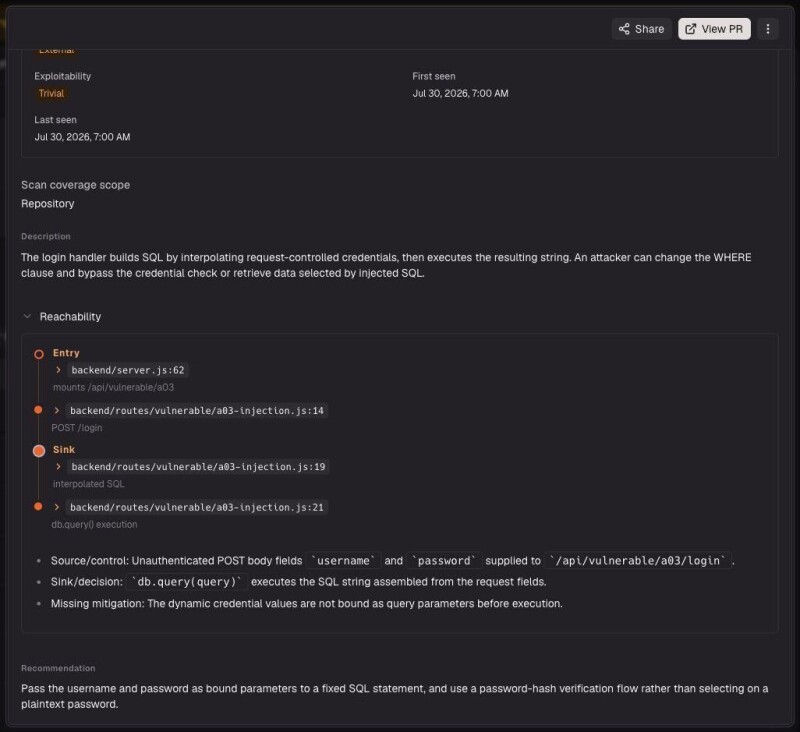 Share
View PR
External
Exploitability
First seen
Trivial
Jul 30, 2026, 7:00 AM
Last seen
Jul 30, 2026, 7:00 AM
Scan coverage scope
Repository
Description
The login handler builds SQL by interpolating request-controlled credentials, then executes the resulting string. An attacker can change the WHERE
clause and bypass the credential check or retrieve data selected by injected SQL.
Reachability
Entry
backend/server.js:62
mounts /api/vulnerable/a03
backend/routes/vulnerable/a03-injection.js:14
POST /login
Sink
backend/routes/vulnerable/a03-injection.js:19
interpolated SQL
backend/routes/vulnerable/a03-injection.js:21
db.query() execution
• Source/control: Unauthenticated POST body fields `username` and `password` supplied to `/api/vulnerable/a03/login`.
• Sink/decision: `db.query(query)` executes the SQL string assembled from the request fields.
• Missing mitigation: The dynamic credential values are not bound as query parameters before execution.
Recommendation
Pass the username and password as bound parameters to a fixed SQL statement, and use a password-hash verification flow rather than selecting on a
plaintext password.